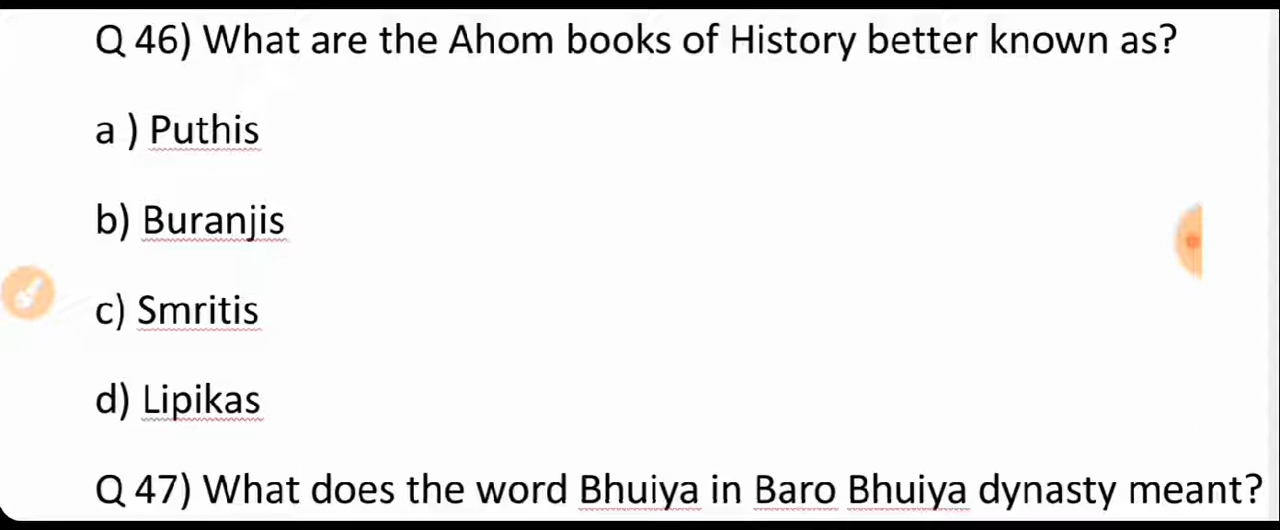 Q 46) What are the Ahom books of History better known as?
a ) Puthis
b) Buranjis
c) Smritis
d) Lipikas
Q 47) What does the word Bhuiya in Baro Bhuiya dynasty meant?